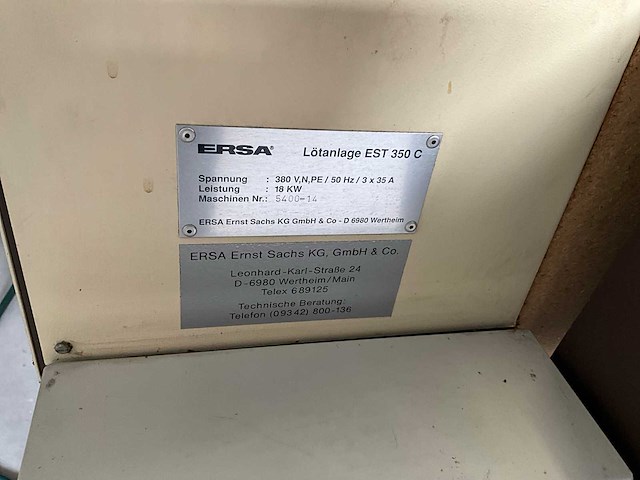 ERSA® Lötanlage EST 350 C
Spannung : 380 V,N,PE / 50 Hz / 3 x 35 A
Leistung : 18 KW
Maschinen Nr.: 5400-14
ERSA Ernst Sachs KG GmbH & Co - D 6980 Wertheim
ERSA Ernst Sachs KG, GmbH & Co.
Leonhard-Karl-Straße 24
D-6980 Wertheim/Main
Telex 689125
Technische Beratung:
Telefon (09342) 800-136